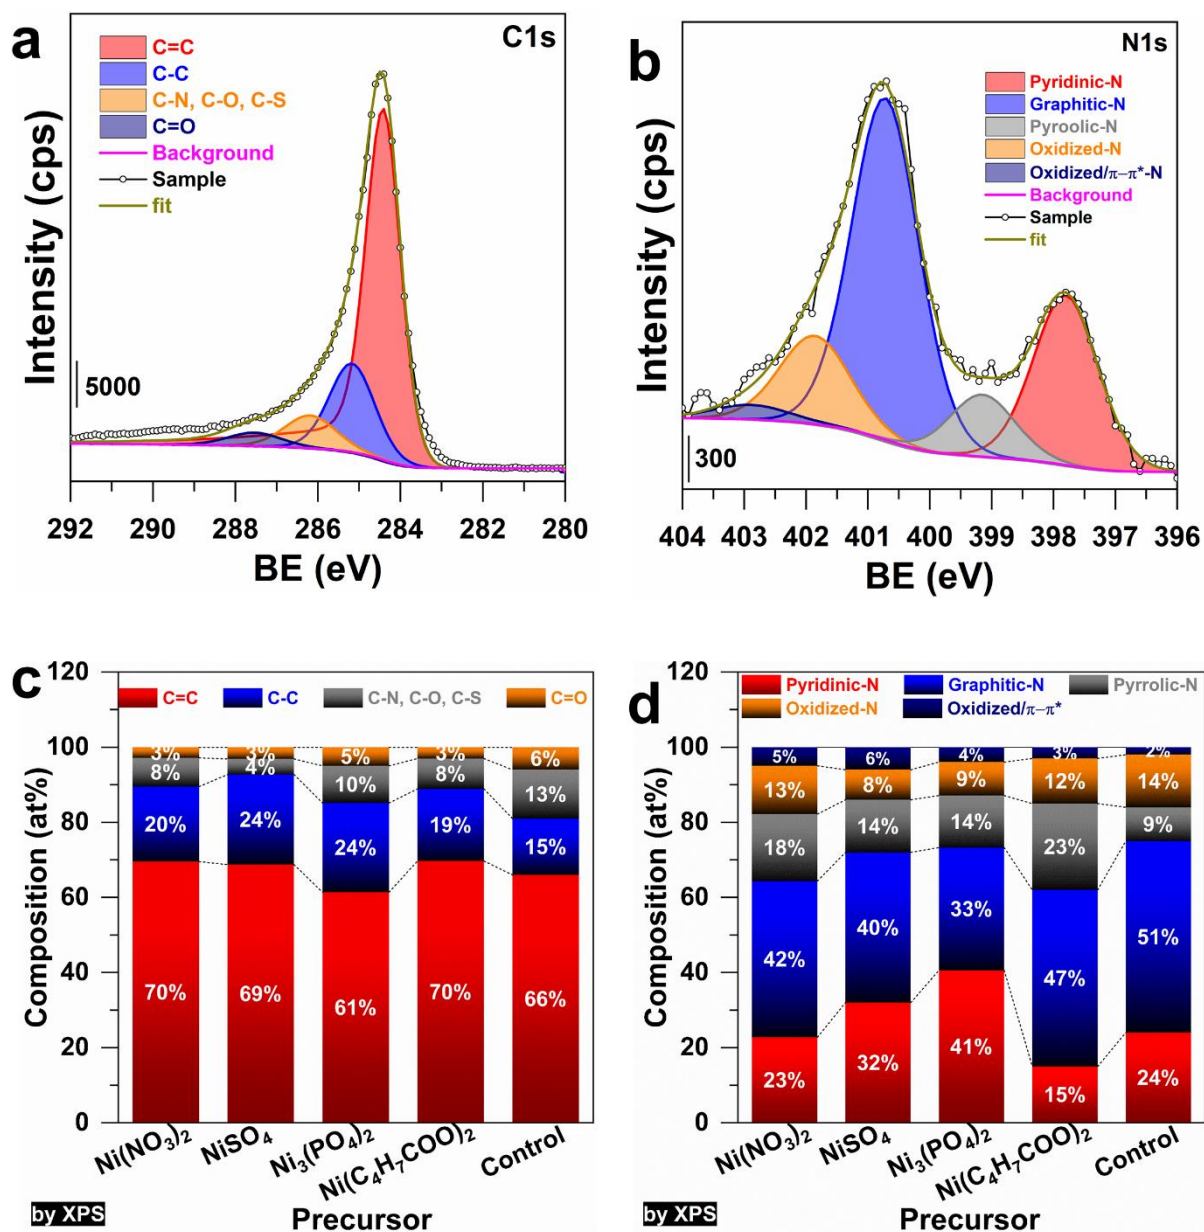 a
C1s
C=C
C-C
C-N, C-O, C-S
C=O
Background
Sample
fit
Intensity (cps)
5000
292 290 288 286 284 282 280
BE (eV)
b
N1s
Pyridinic-N
Graphitic-N
Pyroolic-N
Oxidized-N
Oxidized/π–π*-N
Background
Sample
fit
Intensity (cps)
300
404 403 402 401 400 399 398 397 396
BE (eV)
c
C=C C-C C-N, C-O, C-S C=O
Composition (at%)
120
100
80
60
40
20
0
3% 3% 5% 3% 6%
8% 4% 10% 8% 13%
20% 24% 24% 19% 15%
70% 69% 61% 70% 66%
Ni(NO₃)₂ NiSO₄ Ni₃(PO₄)₂ Ni(C₄H₇COO)₂ Control
by XPS
Precursor
d
Pyridinic-N Graphitic-N Pyrrolic-N
Oxidized-N Oxidized/π–π*
Composition (at%)
120
100
80
60
40
20
0
5% 6% 4% 3% 2%
13% 8% 9% 12% 14%
18% 14% 14% 23% 9%
42% 40% 33% 47% 51%
23% 32% 41% 15% 24%
Ni(NO₃)₂ NiSO₄ Ni₃(PO₄)₂ Ni(C₄H₇COO)₂ Control
by XPS
Precursor